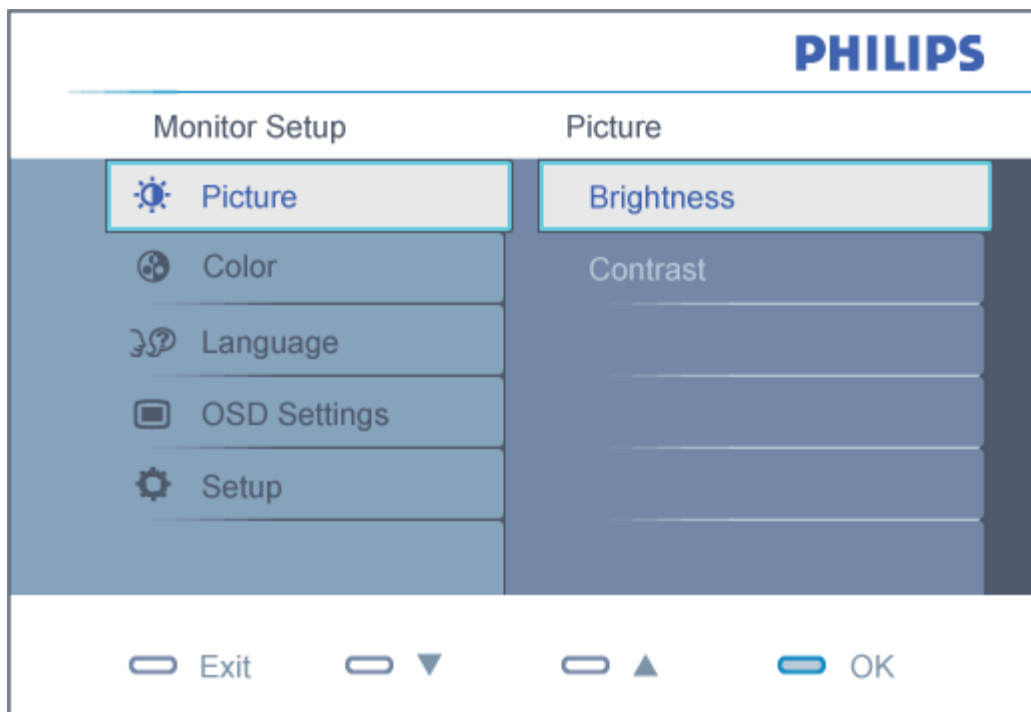 PHILIPS
Monitor Setup
Picture
Picture
Brightness
Color
Contrast
Language
OSD Settings
Setup
Exit ▼ ▲ OK